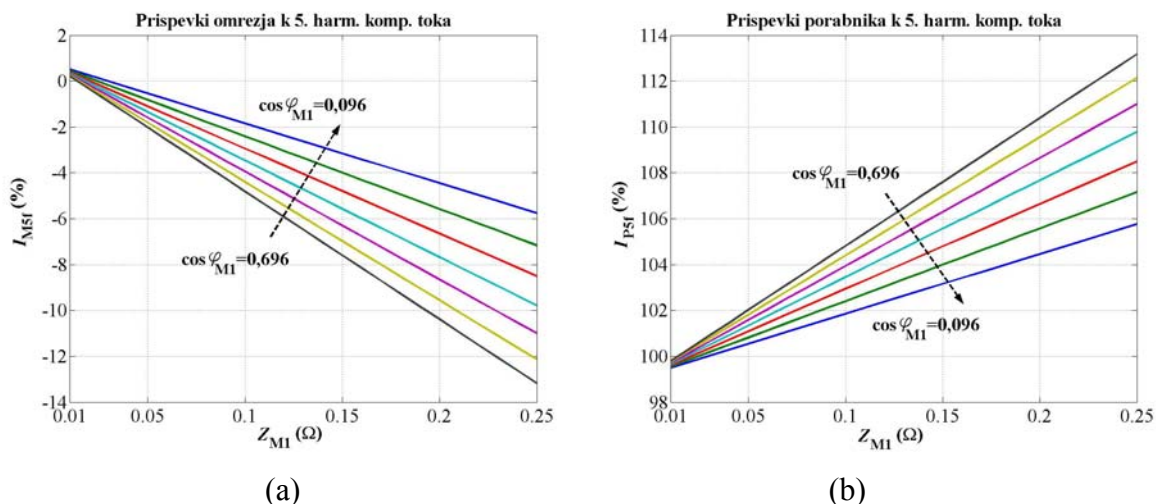 Prispevki omrezja k 5. harm. komp. toka
2
0
-2
-4
-6
-8
-10
-12
-14
I_M5f (%)
cos φ_M1=0,096
cos φ_M1=0,696
0.01 0.05 0.1 0.15 0.2 0.25
Z_M1 (Ω)
(a)
Prispevki porabnika k 5. harm. komp. toka
114
112
110
108
106
104
102
100
98
I_P5f (%)
cos φ_M1=0,696
cos φ_M1=0,096
0.01 0.05 0.1 0.15 0.2 0.25
Z_M1 (Ω)
(b)